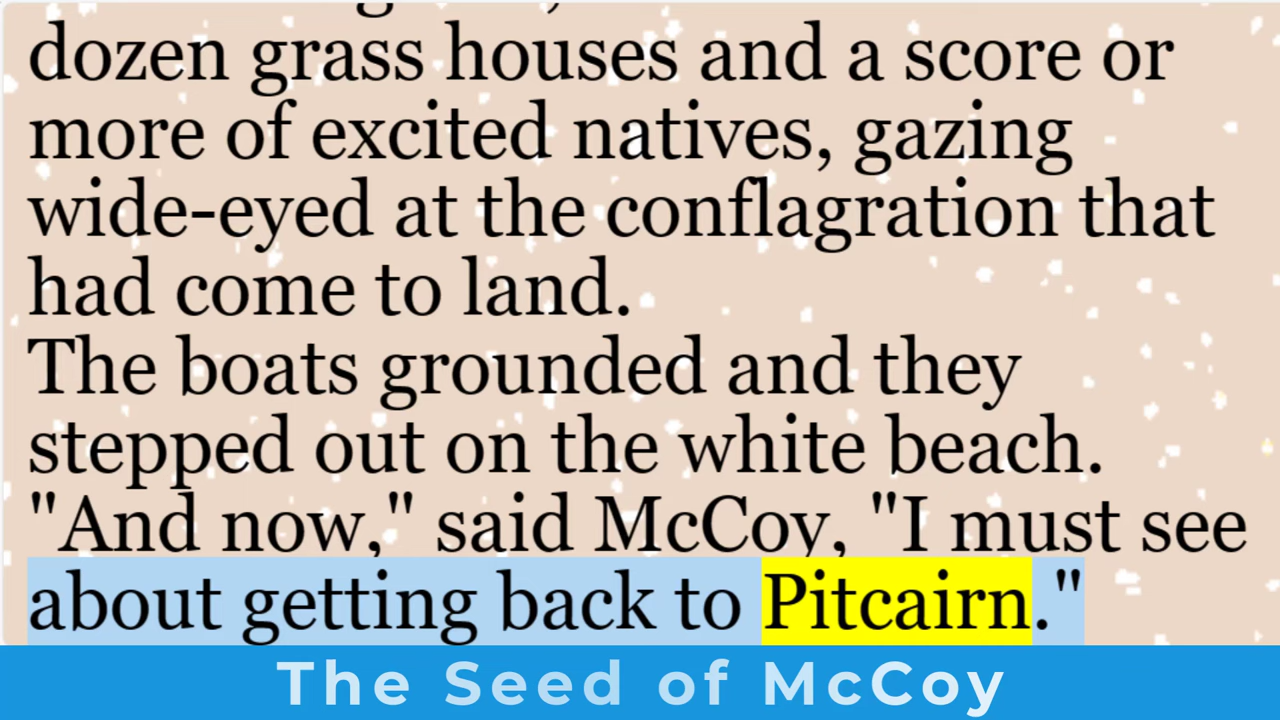 dozen grass houses and a score or
more of excited natives, gazing
wide-eyed at the conflagration that
had come to land.
The boats grounded and they
stepped out on the white beach.
"And now," said McCoy, "I must see
about getting back to Pitcairn."
The Seed of McCoy